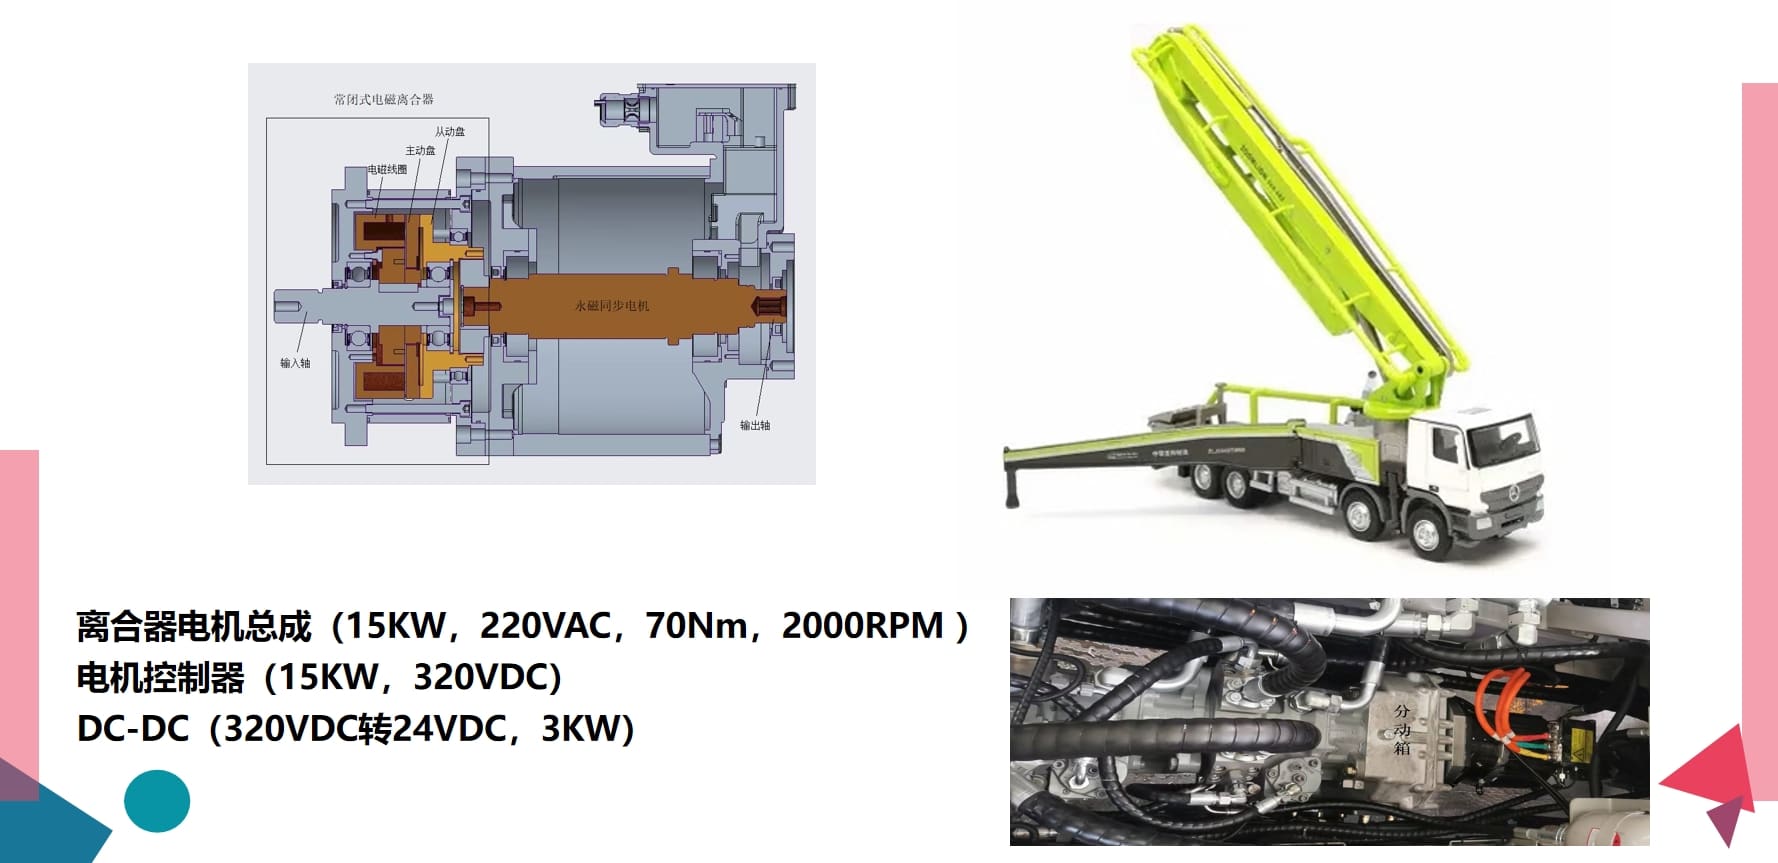 常闭式电磁离合器
从动盘
主动盘
电磁线圈
永磁同步电机
输入轴
输出轴
离合器电机总成（15KW，220VAC，70Nm，2000RPM ）
电机控制器（15KW，320VDC）
DC-DC（320VDC转24VDC，3KW）
分动箱